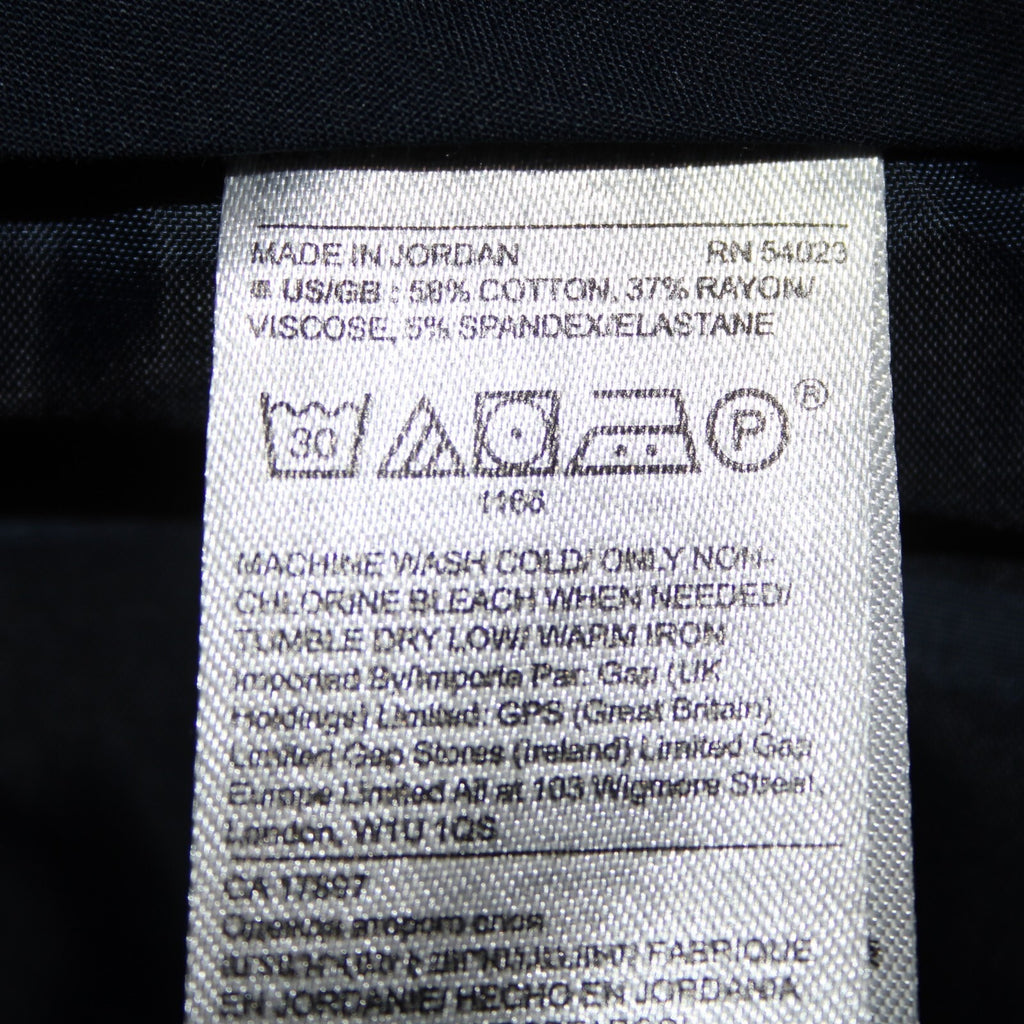 MADE IN JORDAN RN 54023
US/GB : 58% COTTON, 37% RAYON/
VISCOSE, 5% SPANDEX/ELASTANE
30 P ®
1166
MACHINE WASH COLD/ ONLY NON-
CHLORINE BLEACH WHEN NEEDED/
TUMBLE DRY LOW/ WARM IRON
Imported By/Importe Par: Gap (UK
Holdings) Limited; GPS (Great Britain)
Limited Gap Stores (Ireland) Limited Gap
Europe Limited All at 103 Wigmore Street,
London, W1U 1QS
CA 17897
FABRIQUE
EN JORDANIE/ HECHO EN JORDANIA